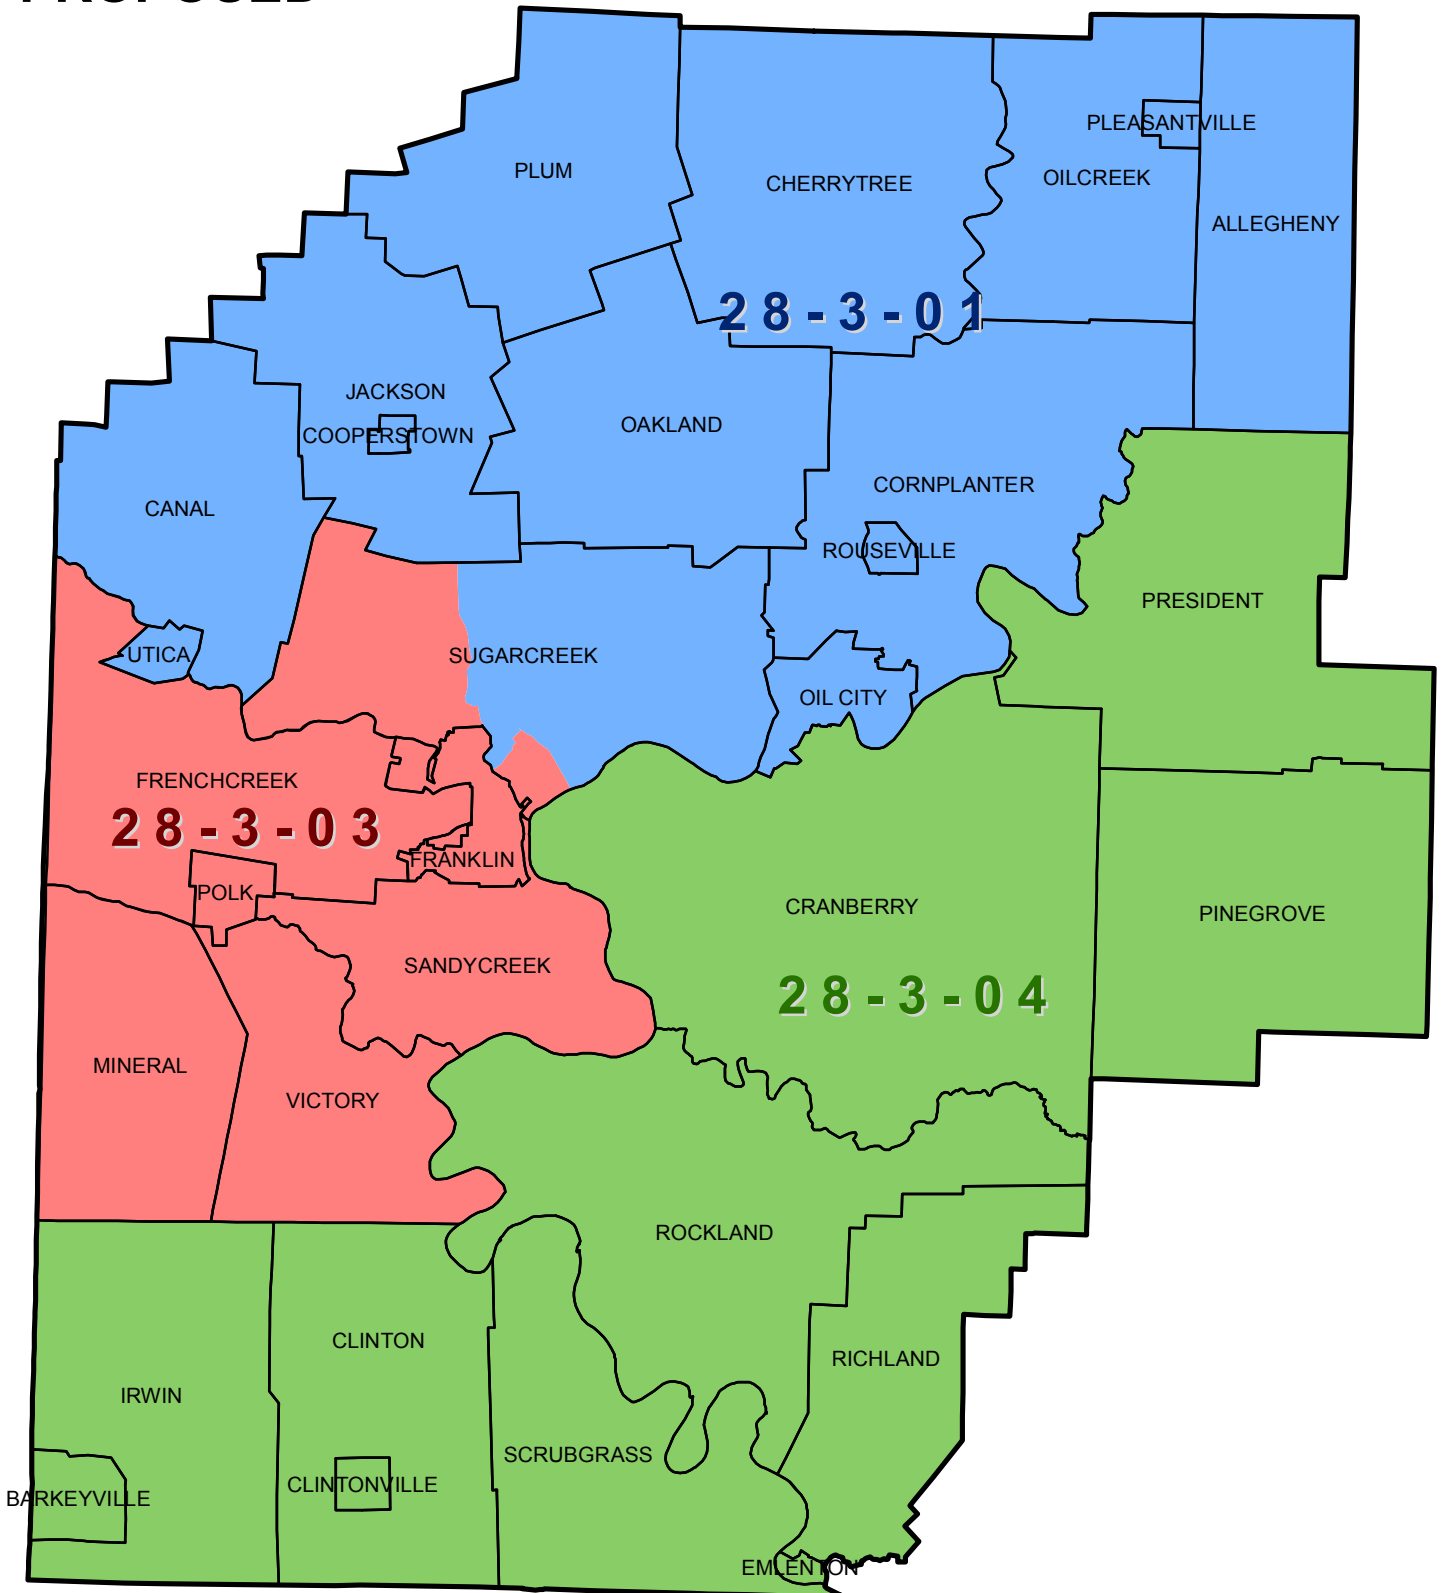 PROPOSED
PLEASANTVILLE
PLUM
CHERRYTREE
OILCREEK
ALLEGHENY
28-3-01
JACKSON
COOPERSTOWN
OAKLAND
CORNPLANTER
CANAL
ROUSEVILLE
PRESIDENT
UTICA
SUGARCREEK
OIL CITY
FRENCHCREEK
28-3-03
FRANKLIN
POLK
CRANBERRY
PINEGROVE
SANDYCREEK
28-3-04
MINERAL
VICTORY
ROCKLAND
CLINTON
RICHLAND
IRWIN
SCRUBGRASS
CLINTONVILLE
BARKEYVILLE
EMLENTON